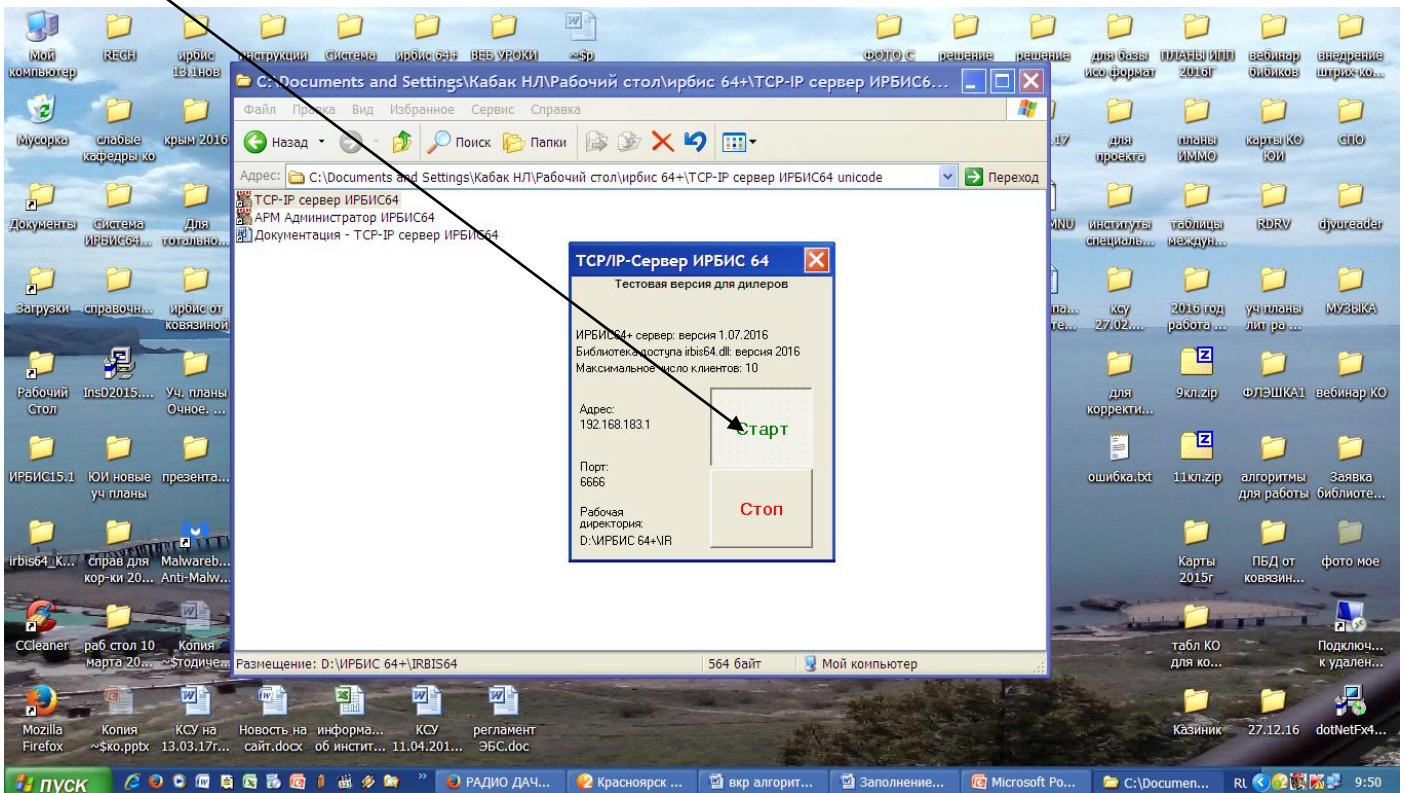 Мой компьютер
RECH
ирбис 13.1нов
инструкции
Система
ирбис 64+
ВЕБ УРОКИ
~$р
ФОТО С
решение
решение
для базы исо формат
ПЛАНЫ ИПП 2016Г
вебинар бибиков
внедрение штрих-ко...
C:\Documents and Settings\Кабак НЛ\Рабочий стол\ирбис 64+\TCP-IP сервер ИРБИС6...
Файл Правка Вид Избранное Сервис Справка
Назад
Поиск
Папки
Адрес:
C:\Documents and Settings\Кабак НЛ\Рабочий стол\ирбис 64+\TCP-IP сервер ИРБИС64 unicode
Переход
TCP-IP сервер ИРБИС64
АРМ Администратор ИРБИС64
Документация - TCP-IP сервер ИРБИС64
TCP/IP-Сервер ИРБИС 64
Тестовая версия для дилеров
ИРБИС64+ сервер: версия 1.07.2016
Библиотека доступа irbis64.dll: версия 2016
Максимальное число клиентов: 10
Адрес:
192.168.183.1
Старт
Порт:
6666
Стоп
Рабочая
директория:
D:\ИРБИС 64+\IR
Размещение: D:\ИРБИС 64+\IRBIS64
564 байт
Мой компьютер
Мусорка
слабые кафедры ко
крым 2016
для проекта
планы ИММО
карты КО ЮИ
СПО
Документы
Система ИРБИС64...
Для тотально...
институты специаль...
таблицы междун...
RDRV
djvureader
Загрузки
справочн...
ирбис от ковязиной
ксу 27.02....
2016 год работа ...
уч планы лит ра ...
МУЗЫКА
Рабочий Стол
InsD2015....
Уч. планы Очное. ...
для корректи...
9кл.zip
ФЛЭШКА1
вебинар КО
ИРБИС15.1
ЮИ новые уч планы
презента...
ошибка.txt
11кл.zip
алгоритмы для работы
Заявка библиоте...
irbis64_K...
справ для кор-ки 20...
Malwareb... Anti-Malw...
Карты 2015г
ПБД от ковязин...
фото мое
CCleaner
раб стол 10 марта 20...
Копия ~$тодиче...
табл КО для ко...
Подключ... к удален...
Mozilla Firefox
Копия ~$ко.pptx
КСУ на 13.03.17г...
Новость на сайт.docx
информа... об инстит...
КСУ 11.04.201...
регламент ЭБС.doc
Казиник
27.12.16
dotNetFx4...
пуск
РАДИО ДАЧ...
Красноярск ...
вкр алгорит...
Заполнение...
Microsoft Po...
C:\Documen...
RL
9:50